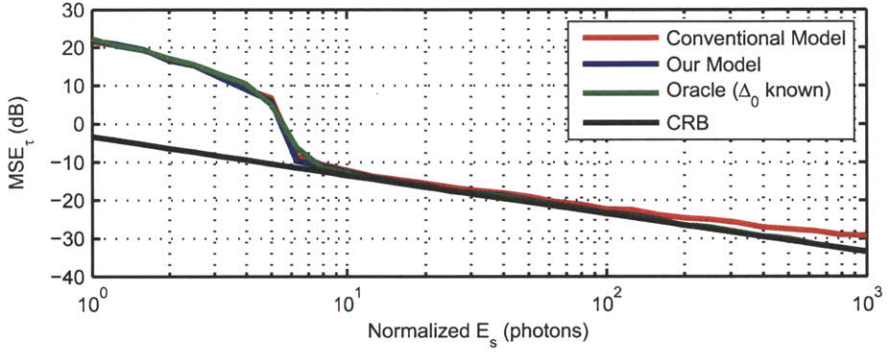 30
20
10
0
−10
−20
−30
−40
MSE_τ (dB)
Conventional Model
Our Model
Oracle (Δ_0 known)
CRB
10^0
10^1
10^2
10^3
Normalized E_s (photons)